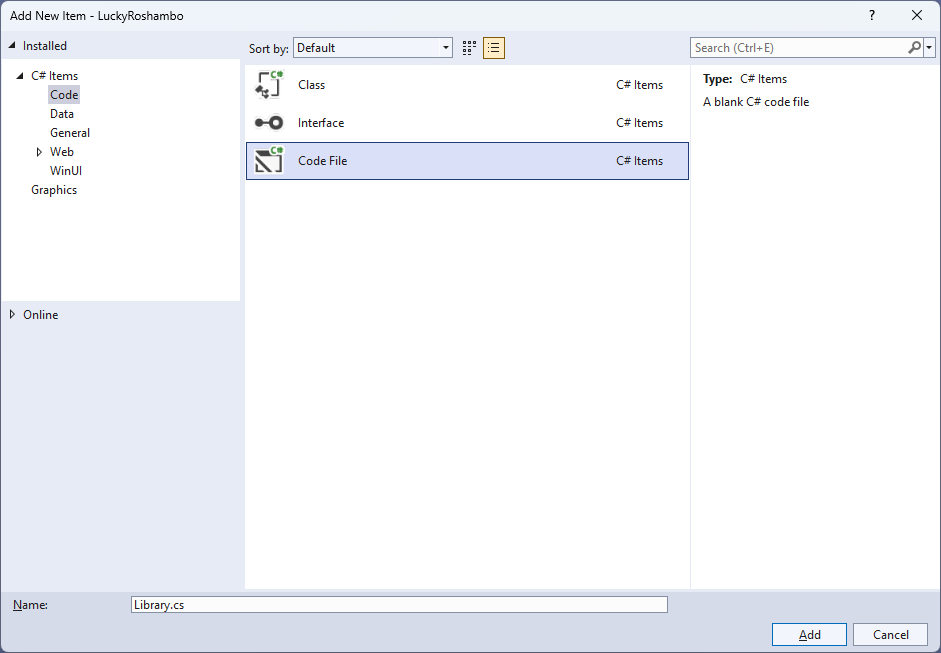 Add New Item - LuckyRoshambo
?
Installed
Sort by: Default
Search (Ctrl+E)
C# Items
Code
Data
General
Web
WinUI
Graphics
Online
C# Class C# Items
Interface C# Items
C# Code File C# Items
Type: C# Items
A blank C# code file
Name: Library.cs
Add Cancel